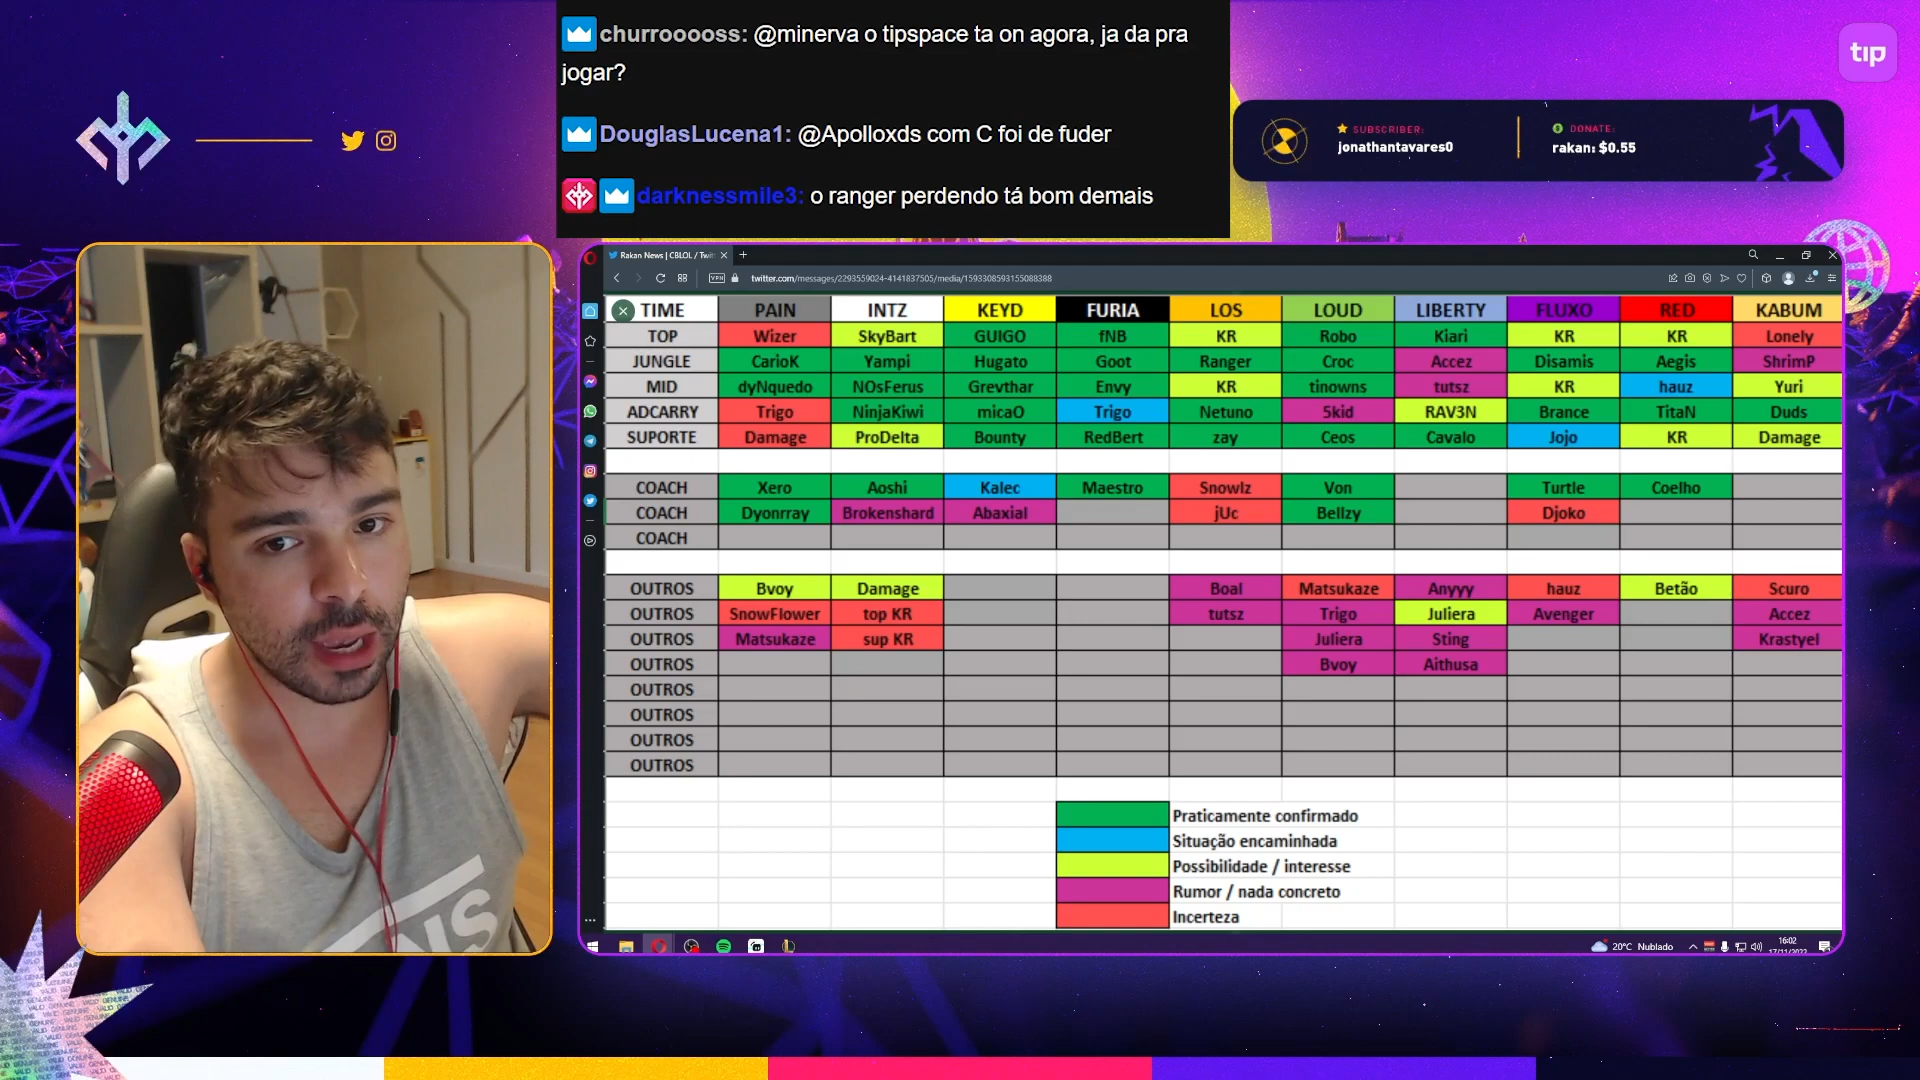 churrooooss: @minerva o tipspace ta on agora, ja da pra
jogar?
DouglasLucena1: @Apolloxds com C foi de fuder
darknessmile3: o ranger perdendo tá bom demais
tip
SUBSCRIBER:
jonathantavares0
DONATE:
rakan: $0.55
Rakan News | CBLOL / Twit
VPN twitter.com/messages/2293559024-4141837505/media/1593308593155088388
TIME PAIN INTZ KEYD FURIA LOS LOUD LIBERTY FLUXO RED KABUM
TOP Wizer SkyBart GUIGO fNB KR Robo Kiari KR KR Lonely
JUNGLE CarioK Yampi Hugato Goot Ranger Croc Accez Disamis Aegis ShrimP
MID dyNquedo NOsFerus Grevthar Envy KR tinowns tutsz KR hauz Yuri
ADCARRY Trigo NinjaKiwi micaO Trigo Netuno 5kid RAV3N Brance TitaN Duds
SUPORTE Damage ProDelta Bounty RedBert zay Ceos Cavalo Jojo KR Damage
COACH Xero Aoshi Kalec Maestro Snowlz Von Turtle Coelho
COACH Dyonrray Brokenshard Abaxial jUc Bellzy Djoko
COACH
OUTROS Bvoy Damage Boal Matsukaze Anyyy hauz Betão Scuro
OUTROS SnowFlower top KR tutsz Trigo Juliera Avenger Accez
OUTROS Matsukaze sup KR Juliera Sting Krastyel
OUTROS Bvoy Aithusa
OUTROS
OUTROS
OUTROS
OUTROS
Praticamente confirmado
Situação encaminhada
Possibilidade / interesse
Rumor / nada concreto
Incerteza
20°C Nublado
16:02
17/11/2022